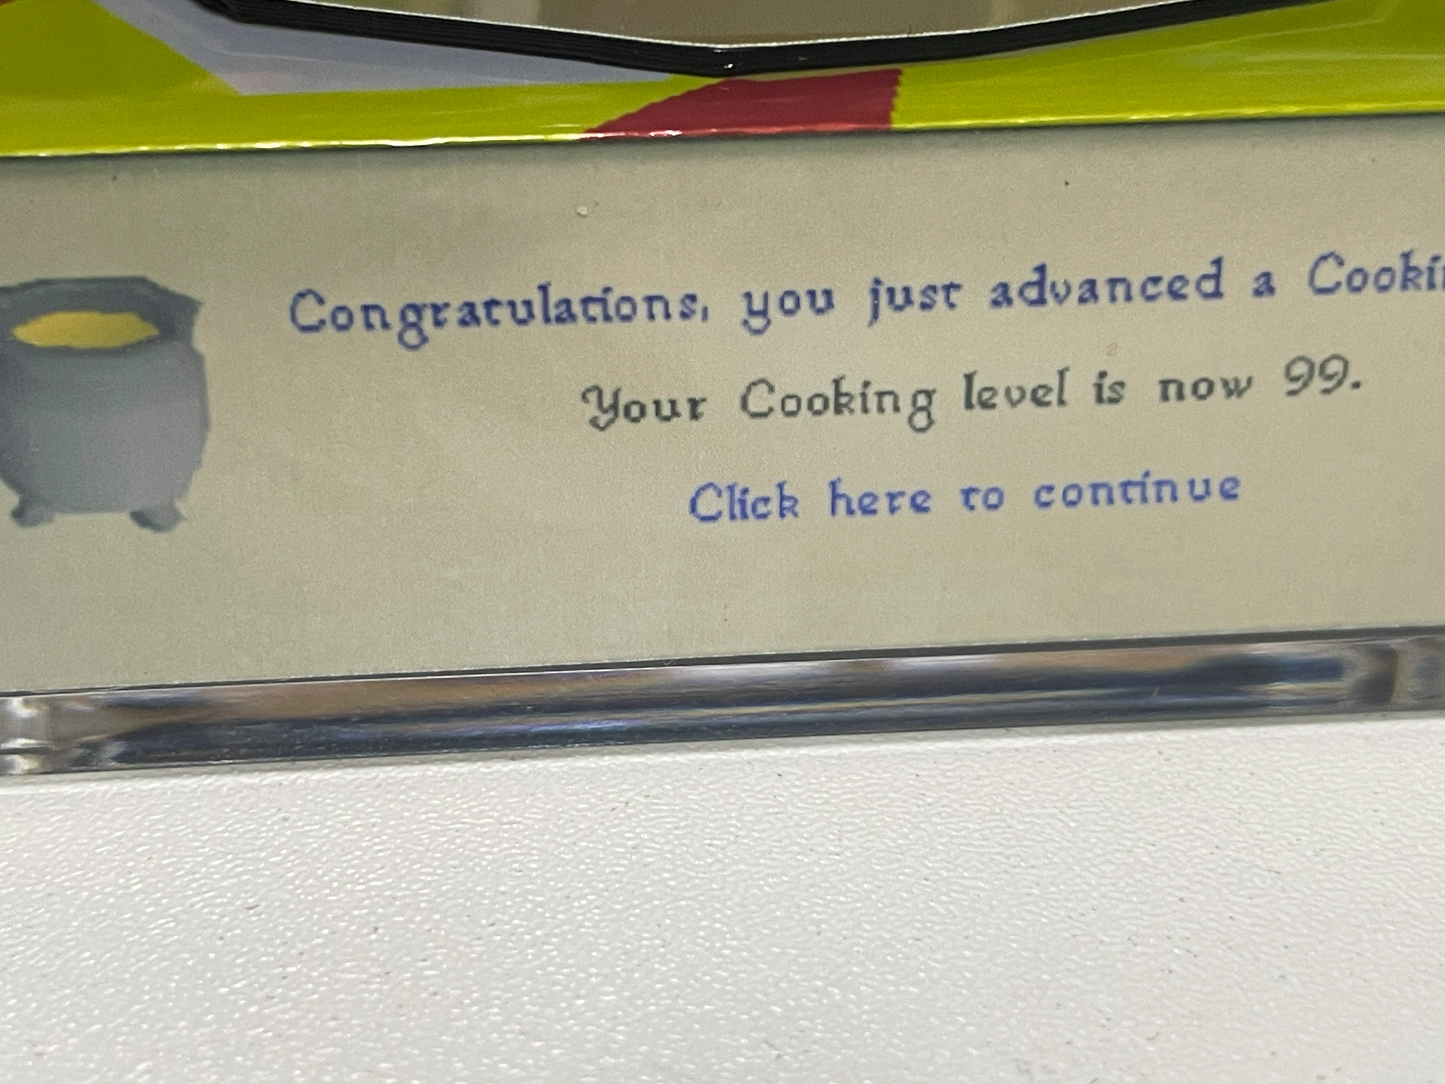 Congratulations, you just advanced a Cooki
Your Cooking level is now 99.
Click here to continue